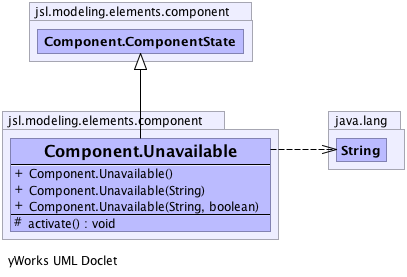 jsl.modeling.elements.component
Component.ComponentState
jsl.modeling.elements.component
java.lang
Component.Unavailable
String
+ Component.Unavailable()
+ Component.Unavailable(String)
+ Component.Unavailable(String, boolean)
# activate() : void
yWorks UML Doclet